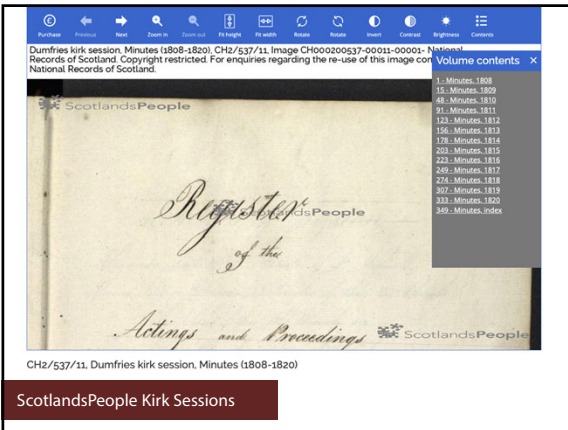 Purchase Previous Next Zoom in Zoom out Fit height Fit width Rotate Rotate Invert Contrast Brightness Contents
Dumfries kirk session, Minutes (1808-1820), CH2/537/11, Image CH000200537-00011-00001- National
Records of Scotland. Copyright restricted. For enquiries regarding the re-use of this image con
National Records of Scotland.
Volume contents ×
1 - Minutes, 1808
15 - Minutes, 1809
48 - Minutes, 1810
91 - Minutes, 1811
123 - Minutes, 1812
156 - Minutes, 1813
178 - Minutes, 1814
203 - Minutes, 1815
223 - Minutes, 1816
249 - Minutes, 1817
274 - Minutes, 1818
307 - Minutes, 1819
333 - Minutes, 1820
349 - Minutes, index
ScotlandsPeople
Register
ScotlandsPeople
of the
Actings and Proceedings
ScotlandsPeople
CH2/537/11, Dumfries kirk session, Minutes (1808-1820)
ScotlandsPeople Kirk Sessions